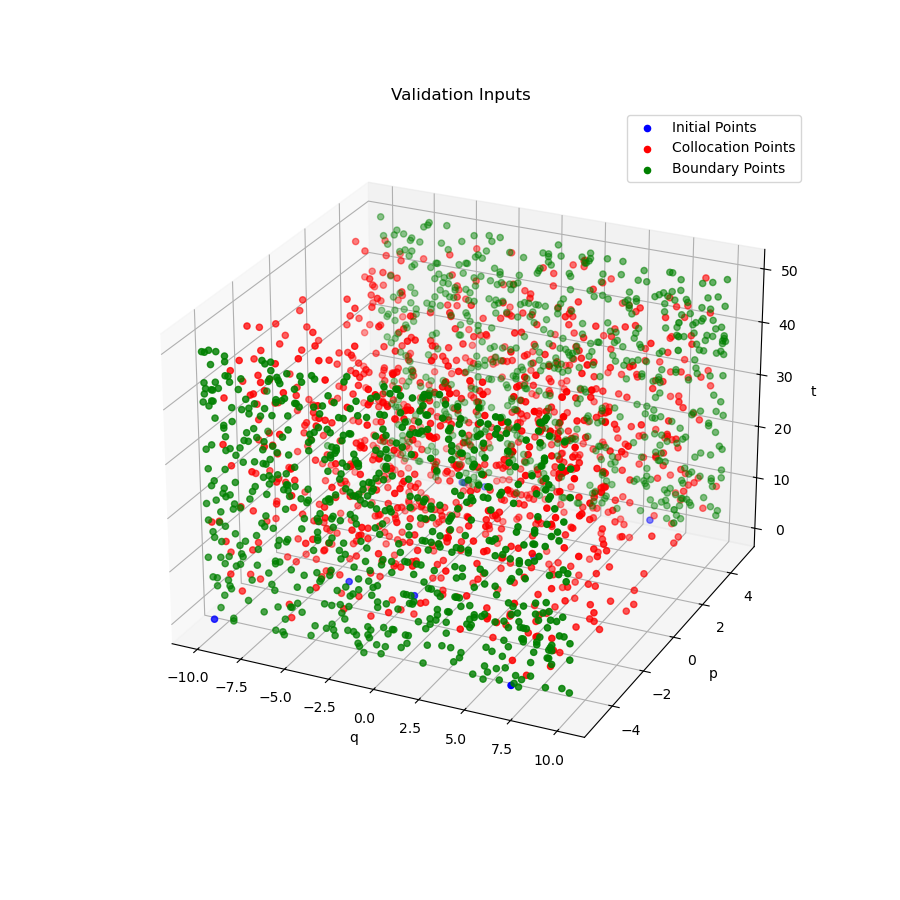 Validation Inputs
Initial Points
Collocation Points
Boundary Points
50
40
30
20
10
0
t
4
2
0
−2
−4
p
−10.0
−7.5
−5.0
−2.5
0.0
2.5
5.0
7.5
10.0
q